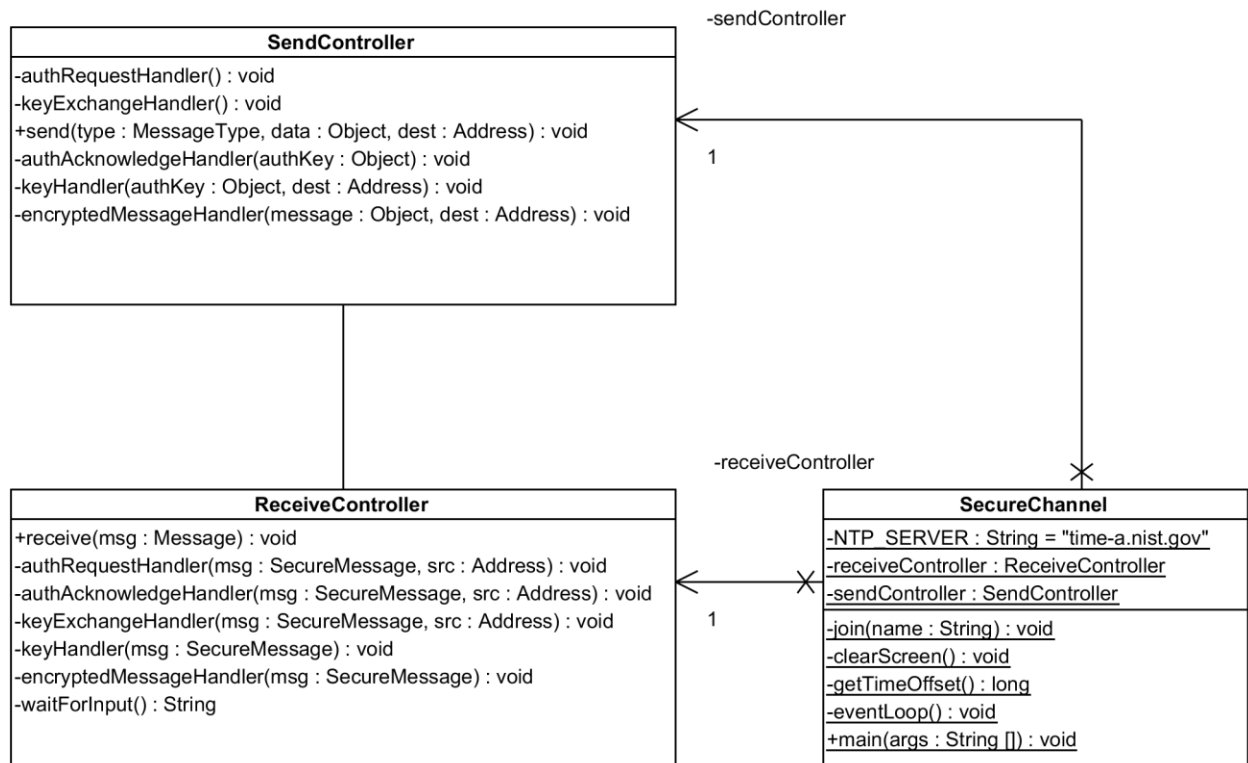 -sendController
SendController
-authRequestHandler() : void
-keyExchangeHandler() : void
+send(type : MessageType, data : Object, dest : Address) : void
-authAcknowledgeHandler(authKey : Object) : void
-keyHandler(authKey : Object, dest : Address) : void
-encryptedMessageHandler(message : Object, dest : Address) : void
1
-receiveController
ReceiveController
+receive(msg : Message) : void
-authRequestHandler(msg : SecureMessage, src : Address) : void
-authAcknowledgeHandler(msg : SecureMessage, src : Address) : void
-keyExchangeHandler(msg : SecureMessage, src : Address) : void
-keyHandler(msg : SecureMessage) : void
-encryptedMessageHandler(msg : SecureMessage) : void
-waitForInput() : String
1
SecureChannel
-NTP_SERVER : String = "time-a.nist.gov"
-receiveController : ReceiveController
-sendController : SendController
-join(name : String) : void
-clearScreen() : void
-getTimeOffset() : long
-eventLoop() : void
+main(args : String []) : void